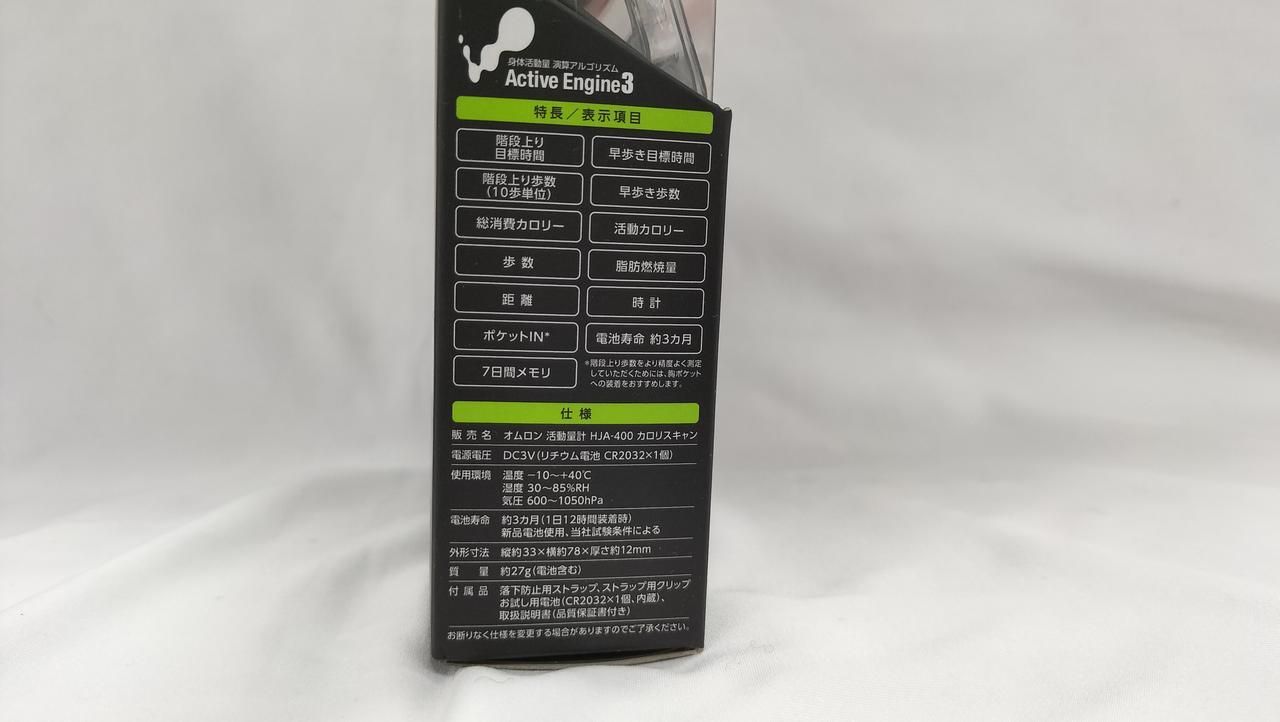 身体活動量 演算アルゴリズム
Active Engine3
特長／表示項目
階段上り
目標時間
早歩き目標時間
階段上り歩数
(10歩単位)
早歩き歩数
総消費カロリー
活動カロリー
歩数
脂肪燃焼量
距離
時計
ポケットIN*
電池寿命 約3カ月
7日間メモリ
*階段上り歩数をより精度よく測定
していただくためには、胸ポケット
への装着をおすすめします。
仕様
販売名 オムロン 活動量計 HJA-400 カロリスキャン
電源電圧 DC3V(リチウム電池 CR2032×1個)
使用環境 温度 −10〜+40℃
湿度 30〜85%RH
気圧 600〜1050hPa
電池寿命 約3カ月(1日12時間装着時)
新品電池使用、当社試験条件による
外形寸法 縦約33×横約78×厚さ約12mm
質量 約27g(電池含む)
付属品 落下防止用ストラップ、ストラップ用クリップ
お試し用電池(CR2032×1個、内蔵)、
取扱説明書(品質保証書付き)
お断りなく仕様を変更する場合がありますのでご了承ください。